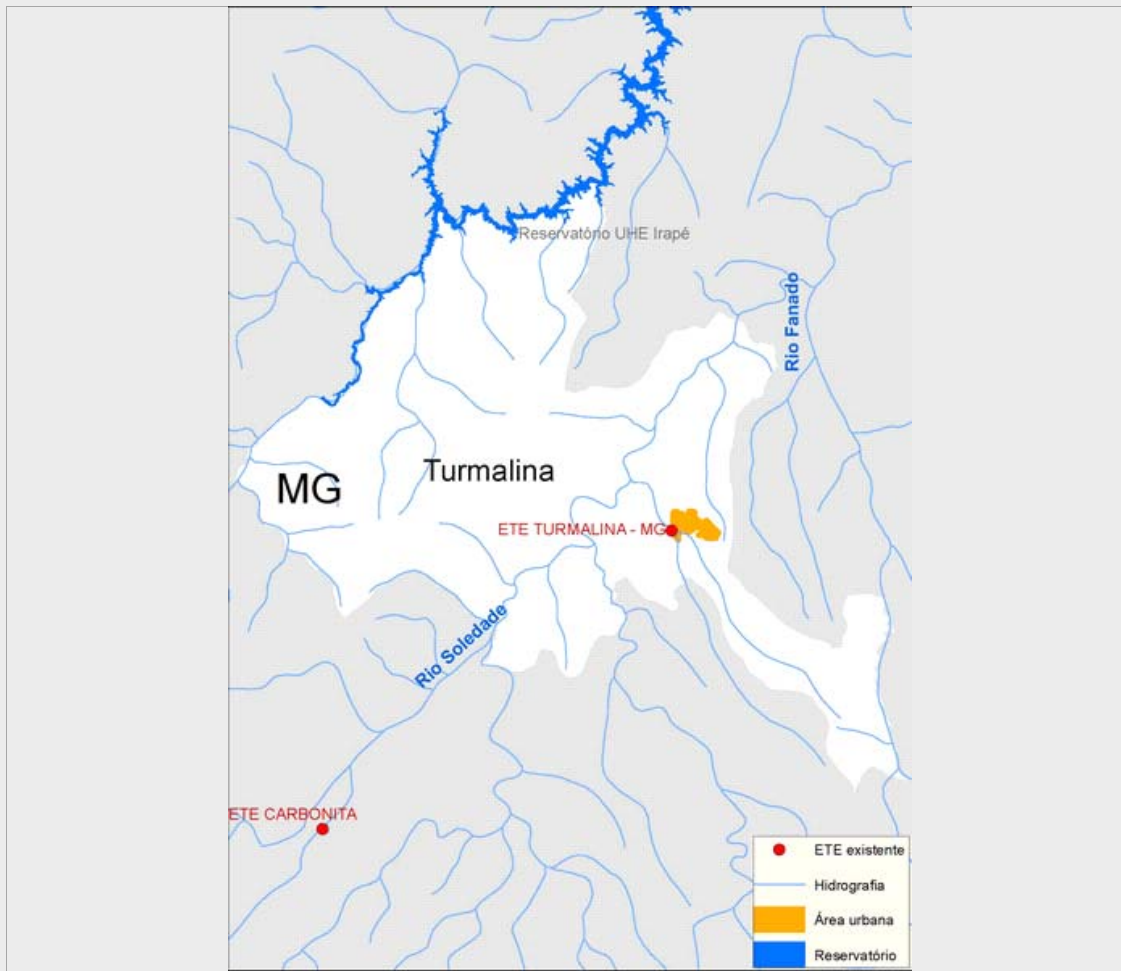 Reservatório UHE Irapé
Rio Fanado
Turmalina
MG
ETE TURMALINA - MG
Rio Soledade
ETE CARBONITA
ETE existente
Hidrografia
Área urbana
Reservatório